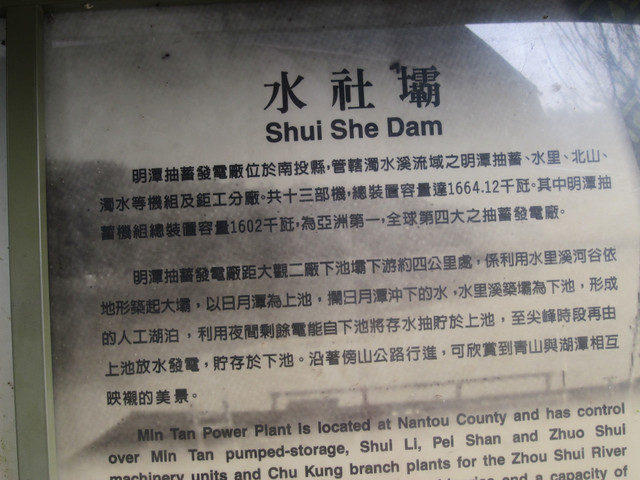 水社壩
Shui She Dam
明潭抽蓄發電廠位於南投縣，管轄濁水溪流域之明潭抽蓄、水里、北山、
濁水等機組及鉅工分廠。共十三部機，總裝置容量達1664.12千瓩。其中明潭抽
蓄機組總裝置容量1602千瓩，為亞洲第一，全球第四大之抽蓄發電廠。
明潭抽蓄發電廠距大觀二廠下池壩下游約四公里處，係利用水里溪河谷依
地形築起大壩，以日月潭為上池，攔日月潭沖下的水，水里溪築壩為下池，形成
的人工湖泊，利用夜間剩餘電能自下池將存水抽貯於上池，至尖峰時段再由
上池放水發電，貯存於下池。沿著傍山公路行進，可欣賞到青山與湖潭相互
映襯的美景。
Min Tan Power Plant is located at Nantou County and has control
over Min Tan pumped-storage, Shui Li, Pei Shan and Zhuo Shui
machinery units and Chu Kung branch plants for the Zhou Shui River
and a capacity of